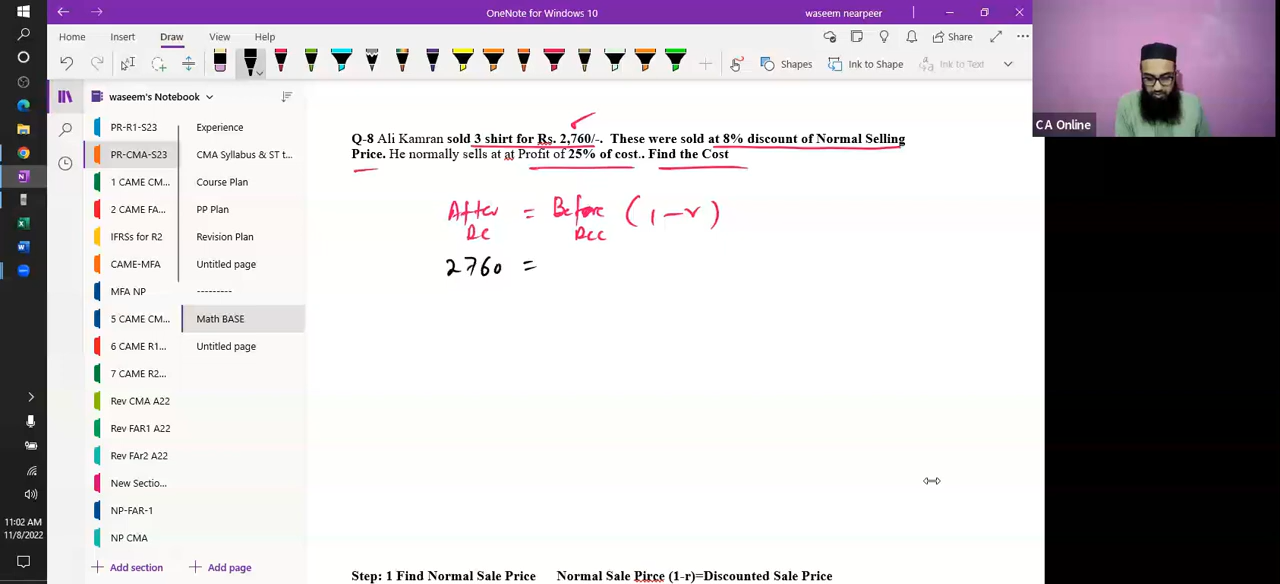 OneNote for Windows 10
waseem nearpeer
Home Insert Draw View Help
Share
Shapes Ink to Shape Ink to Text
waseem's Notebook
PR-R1-S23
PR-CMA-S23
1 CAME CM...
2 CAME FA...
IFRSs for R2
CAME-MFA
MFA NP
5 CAME CM...
6 CAME R1...
7 CAME R2...
Rev CMA A22
Rev FAR1 A22
Rev FAr2 A22
New Sectio...
NP-FAR-1
NP CMA
Add section
Experience
CMA Syllabus & ST t...
Course Plan
PP Plan
Revision Plan
Untitled page
---------
Math BASE
Untitled page
Add page
Q-8 Ali Kamran sold 3 shirt for Rs. 2,760/-. These were sold at 8% discount of Normal Selling
Price. He normally sells at at Profit of 25% of cost.. Find the Cost
After = Before (1-r)
Dc Dcc
2760 =
Step: 1 Find Normal Sale Price Normal Sale Pirce (1-r)=Discounted Sale Price
C A Online
11:02 AM
11/8/2022